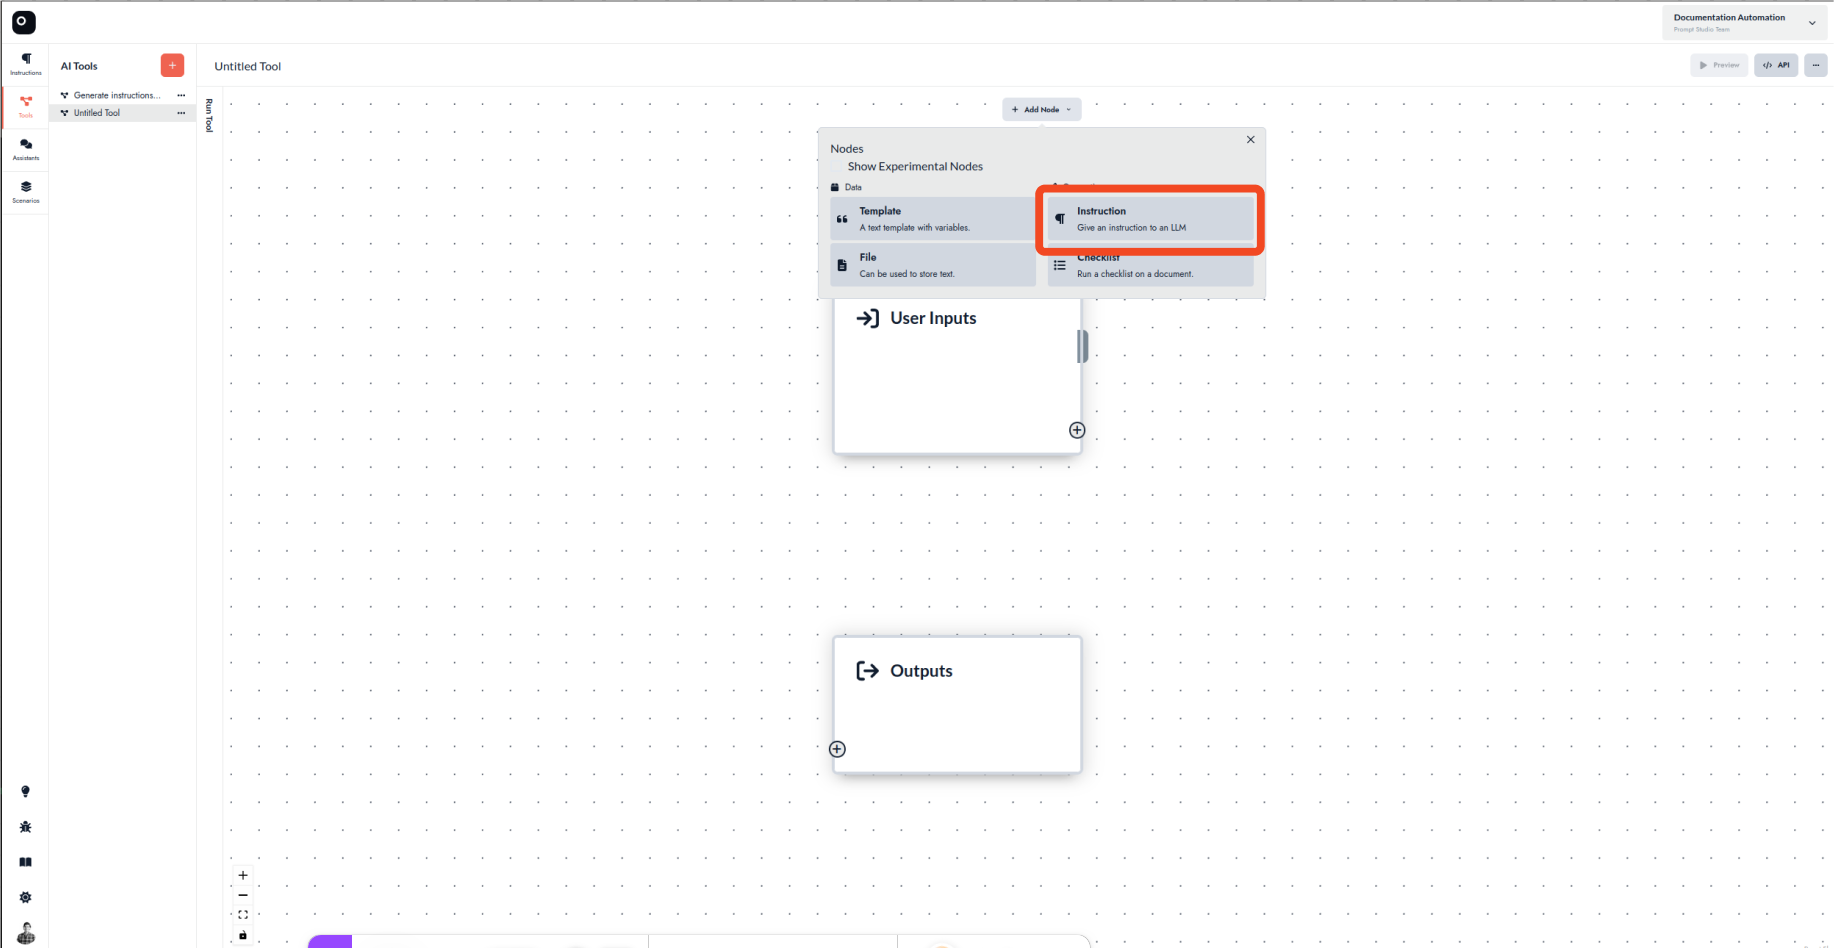 Documentation Automation
Prompt Studio Team
Instructions
Tools
Assistants
Scenarios
AI Tools
Generate instructions...
Untitled Tool
Untitled Tool
Preview
</> API
Run Tool
+ Add Node
Nodes
Show Experimental Nodes
Data
Template
A text template with variables.
File
Can be used to store text.
Instruction
Give an instruction to an LLM
Checklist
Run a checklist on a document.
User Inputs
Outputs